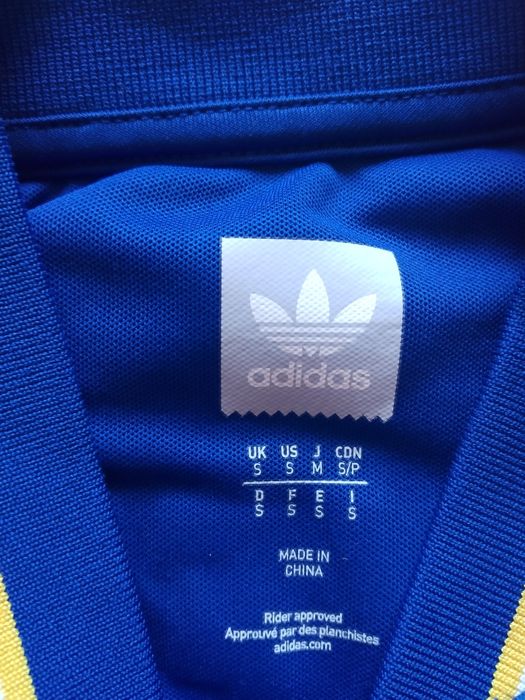 adidas
UK US J CDN
S S M S/P
D F E I
S S S S
MADE IN
CHINA
Rider approved
Approuvé par des planchistes
adidas.com